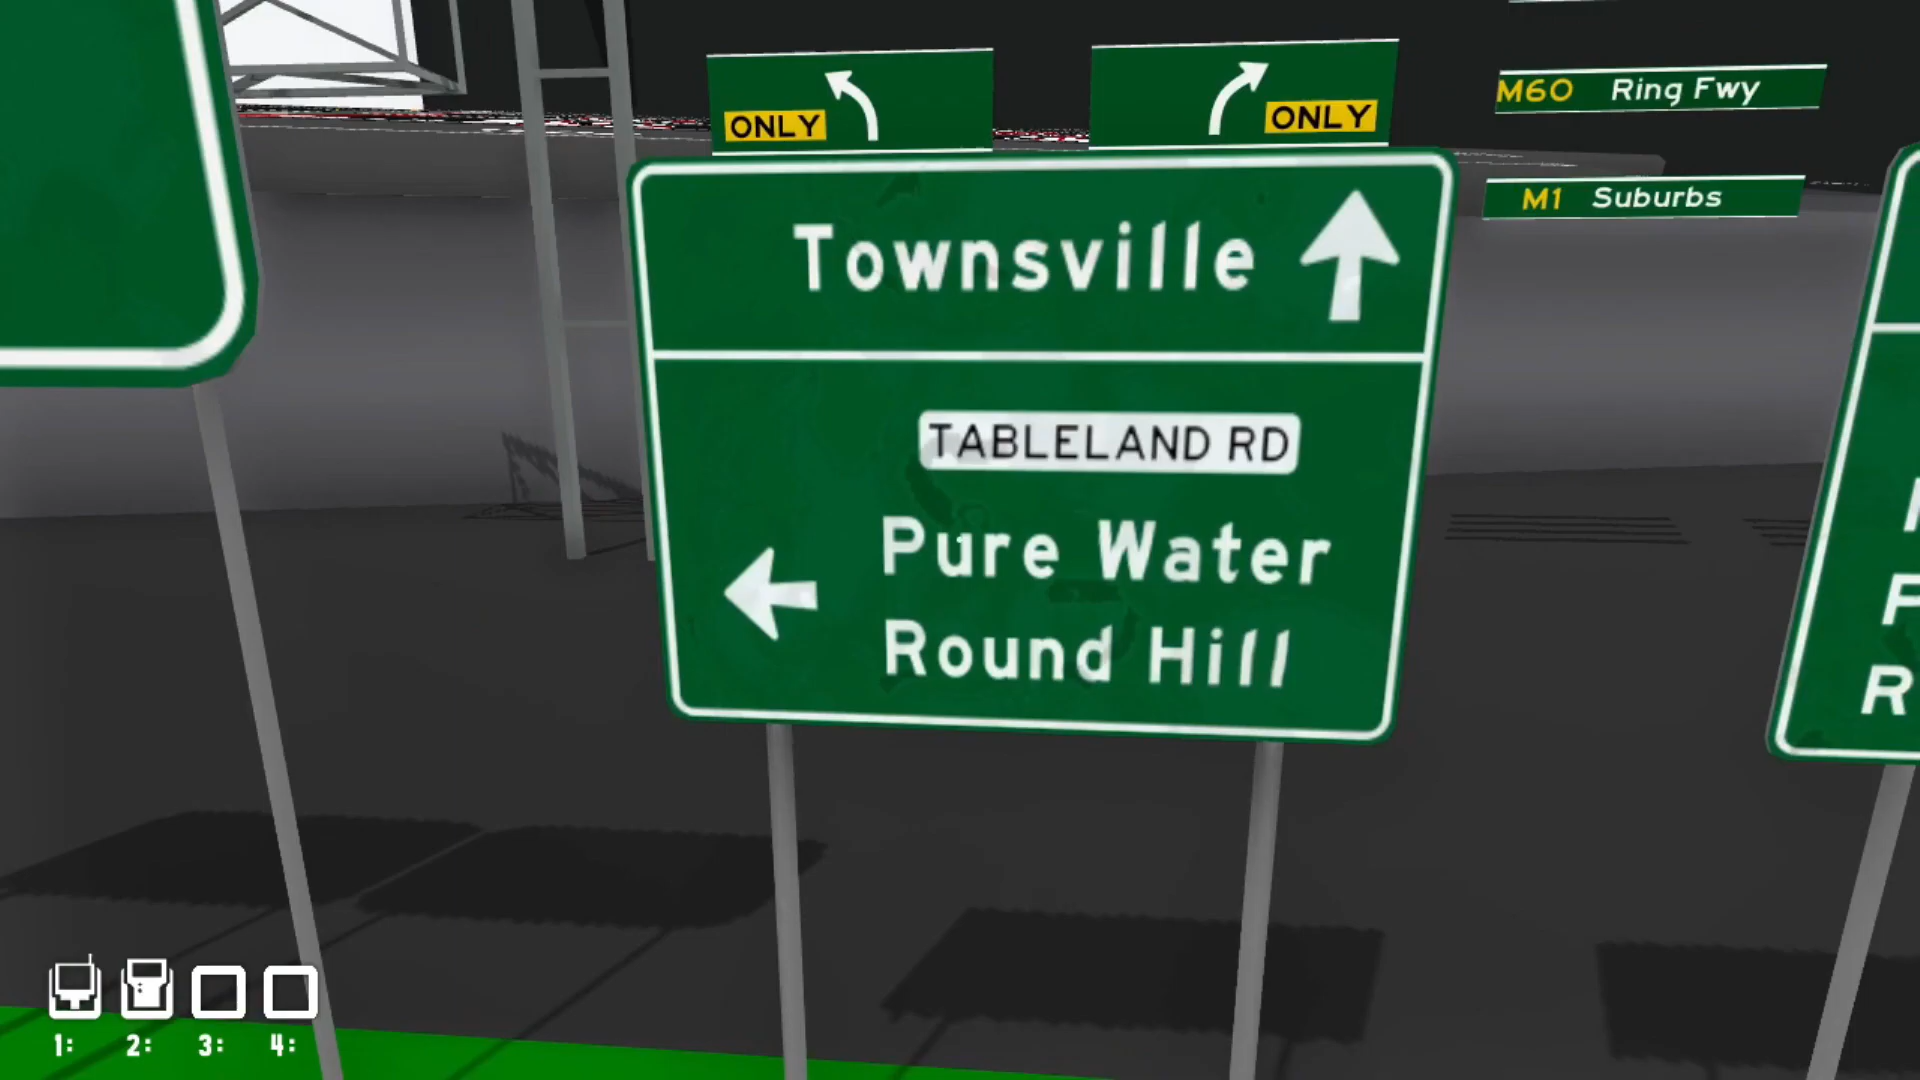 ONLY
ONLY
M60 Ring Fwy
M1 Suburbs
Townsville
TABLELAND RD
Pure Water
Round Hill
R
1: 2: 3: 4: